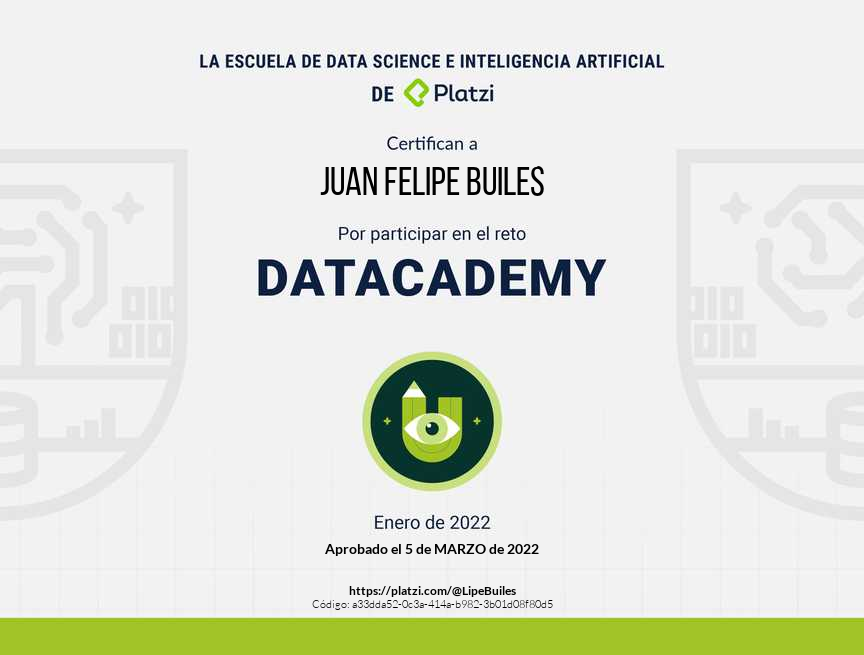 LA ESCUELA DE DATA SCIENCE E INTELIGENCIA ARTIFICIAL
DE Platzi
Certifican a
JUAN FELIPE BUILES
Por participar en el reto
DATACADEMY
Enero de 2022
Aprobado el 5 de MARZO de 2022
https://platzi.com/@LipeBuiles
Código: a33dda52-0c3a-414a-b982-3b01d08f80d5